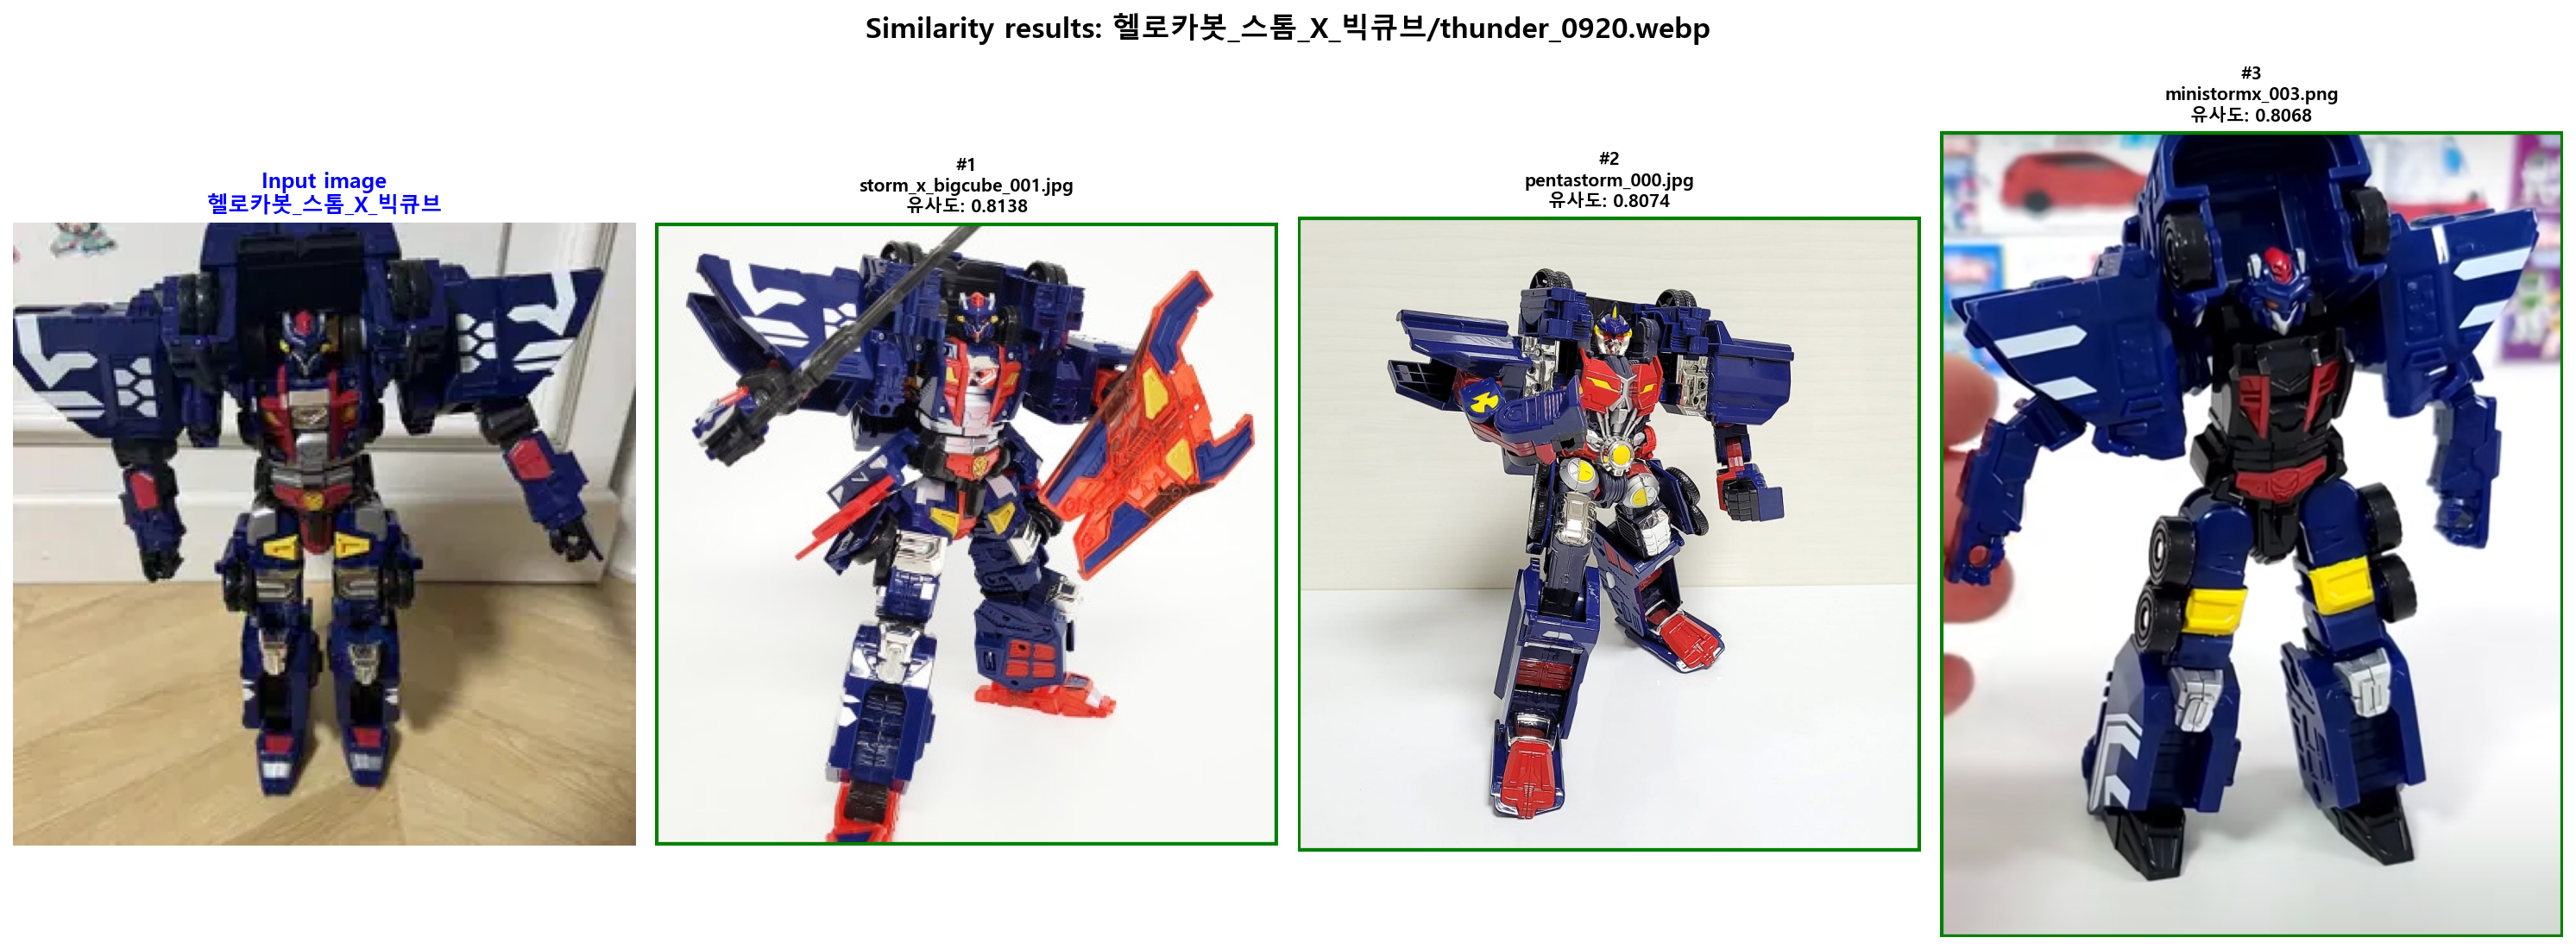 Similarity results: 헬로카봇_스톰_X_빅큐브/thunder_0920.webp
Input image
헬로카봇_스톰_X_빅큐브
#1
storm_x_bigcube_001.jpg
유사도: 0.8138
#2
pentastorm_000.jpg
유사도: 0.8074
#3
ministormx_003.png
유사도: 0.8068